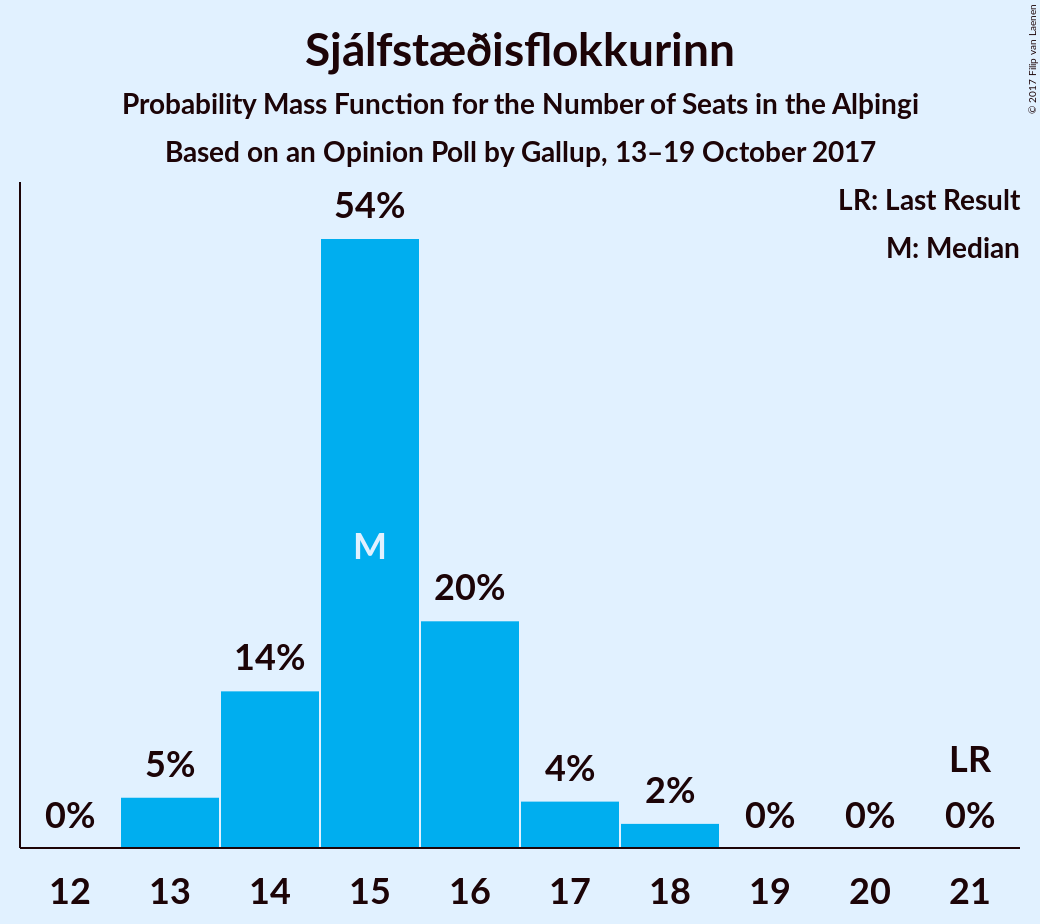 Sjálfstæðisflokkurinn
Probability Mass Function for the Number of Seats in the Alþingi
Based on an Opinion Poll by Gallup, 13–19 October 2017
© 2017 Filip van Laenen
LR: Last Result
M: Median
54%
M
20%
14%
5%
4%
2%
LR
0% 0% 0% 0%
12 13 14 15 16 17 18 19 20 21